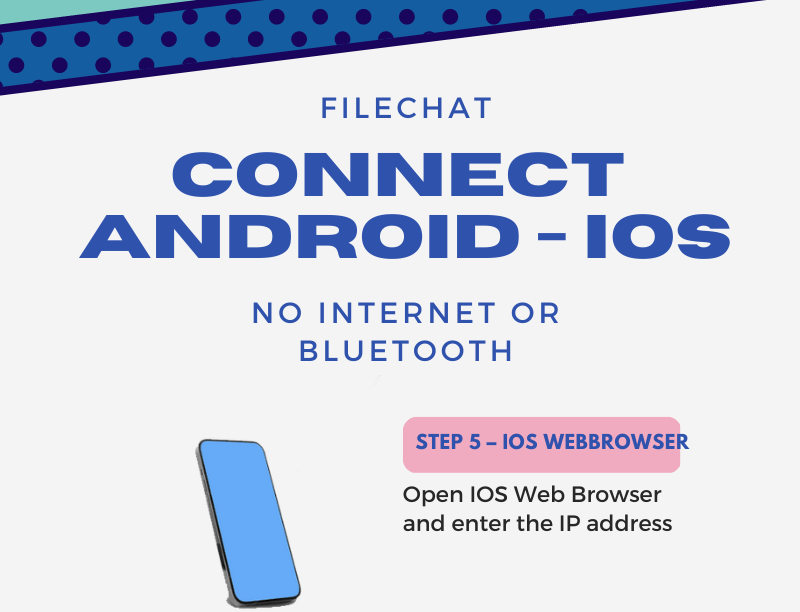 FILECHAT
CONNECT
ANDROID - IOS
NO INTERNET OR
BLUETOOTH
STEP 5 – IOS WEBBROWSER
Open IOS Web Browser
and enter the IP address